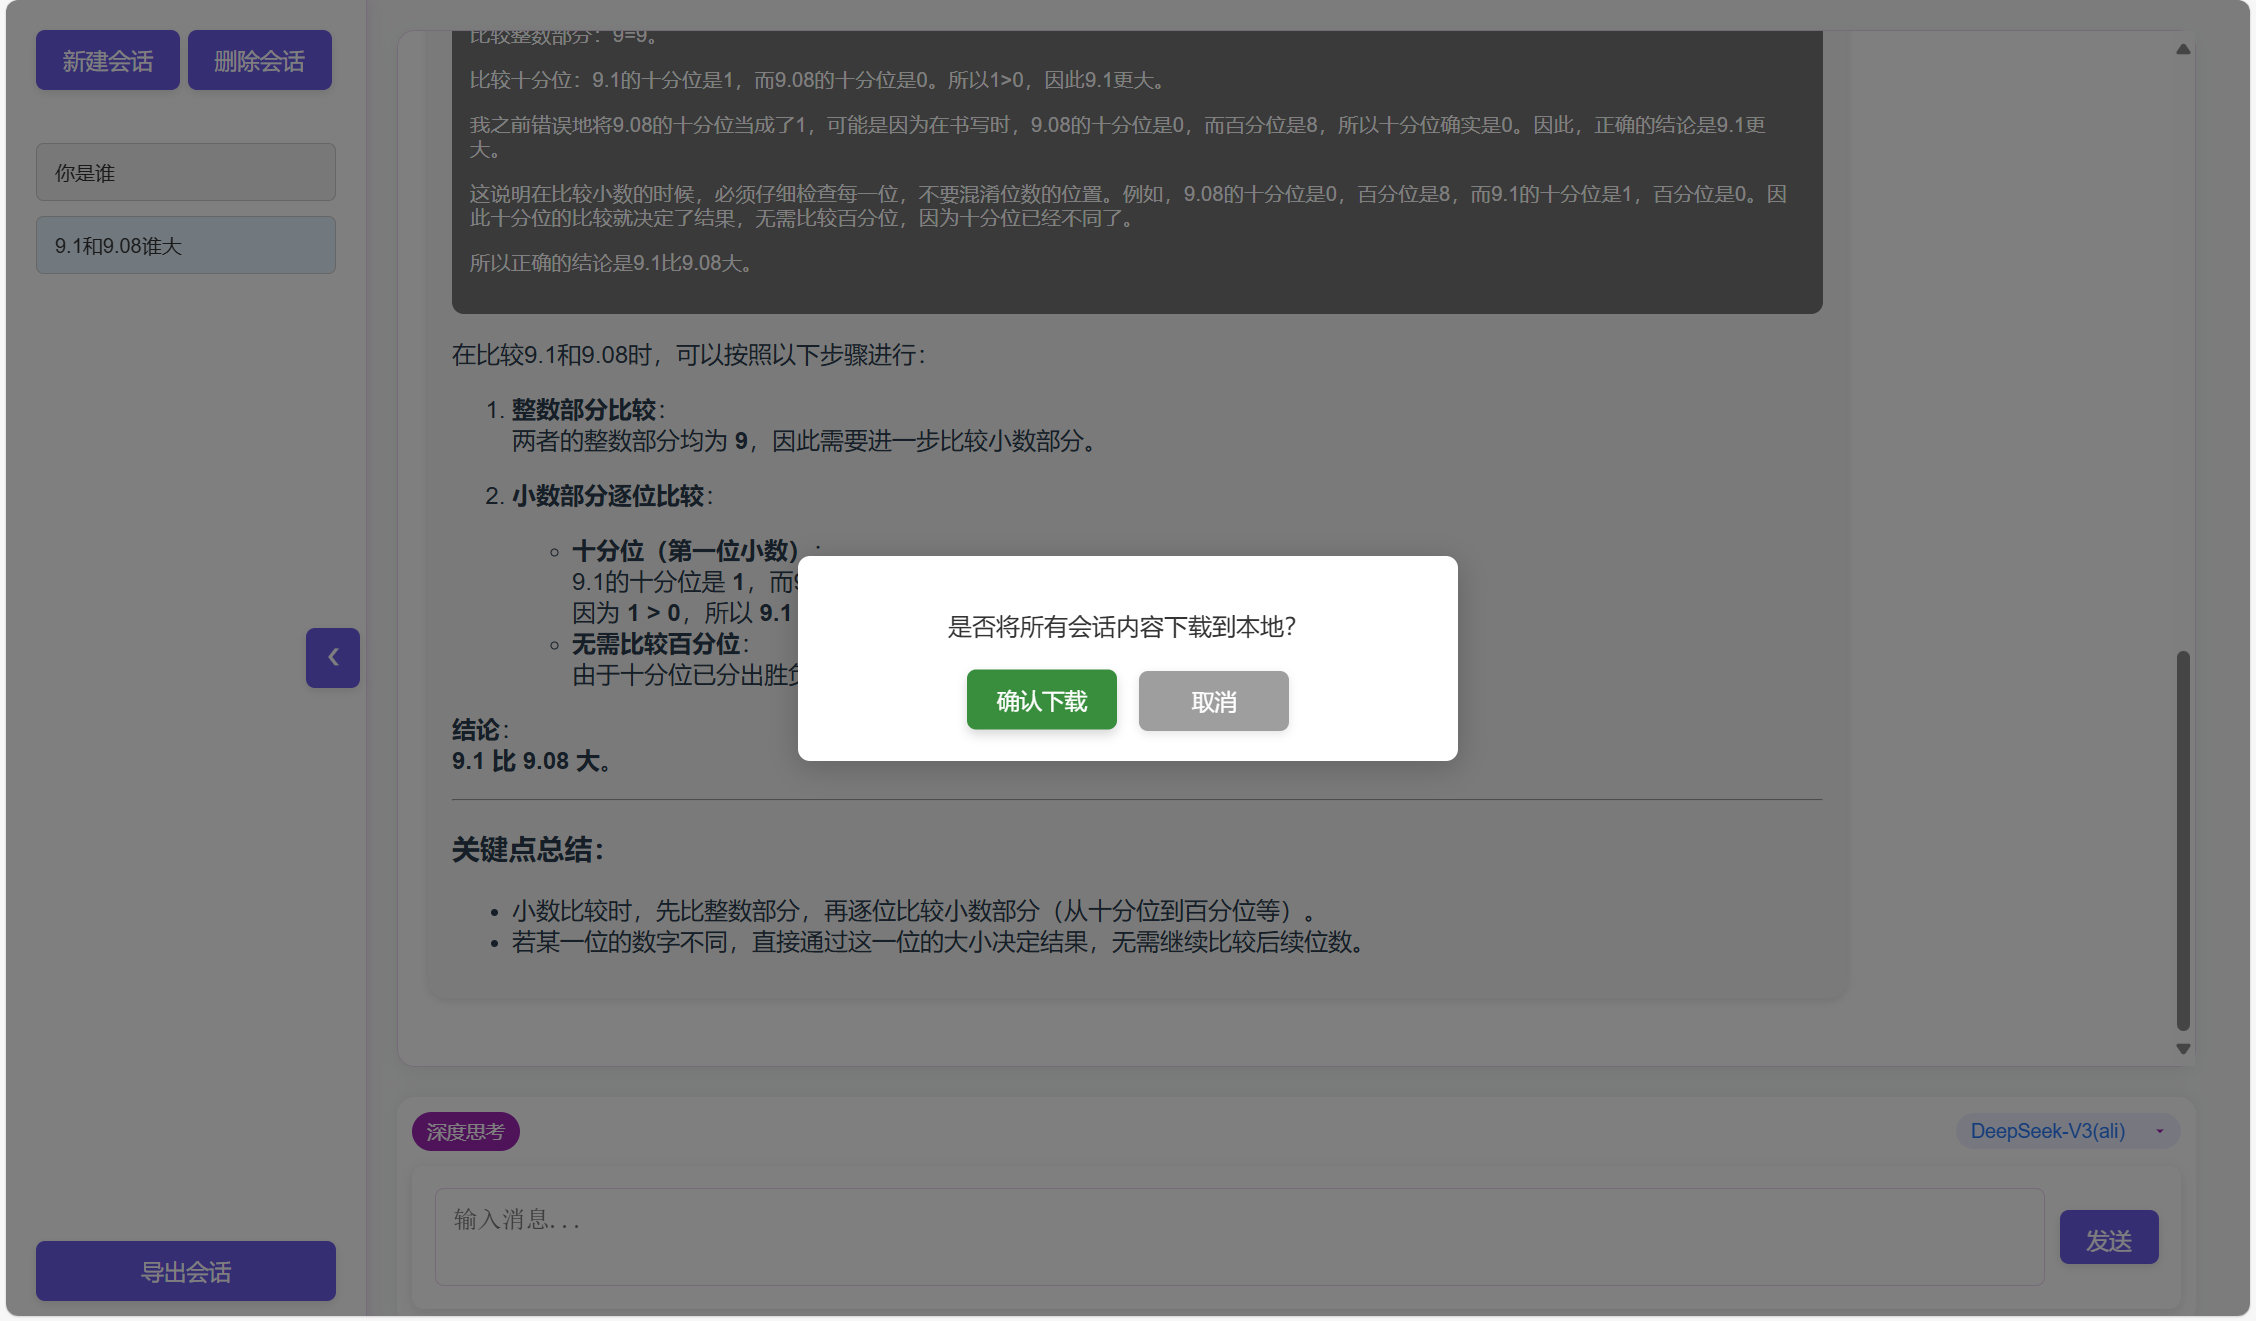 新建会话
删除会话
你是谁
9.1和9.08谁大
导出会话
比较整数部分：9=9。
比较十分位：9.1的十分位是1，而9.08的十分位是0。所以1>0，因此9.1更大。
我之前错误地将9.08的十分位当成了1，可能是因为在书写时，9.08的十分位是0，而百分位是8，所以十分位确实是0。因此，正确的结论是9.1更
大。
这说明在比较小数的时候，必须仔细检查每一位，不要混淆位数的位置。例如，9.08的十分位是0，百分位是8，而9.1的十分位是1，百分位是0。因
此十分位的比较就决定了结果，无需比较百分位，因为十分位已经不同了。
所以正确的结论是9.1比9.08大。
在比较9.1和9.08时，可以按照以下步骤进行：
1. 整数部分比较：
两者的整数部分均为 9，因此需要进一步比较小数部分。
2. 小数部分逐位比较：
十分位（第一位小数）：
9.1的十分位是 1，而
因为 1 > 0，所以 9.1
无需比较百分位：
由于十分位已分出胜
结论：
9.1 比 9.08 大。
关键点总结：
小数比较时，先比整数部分，再逐位比较小数部分（从十分位到百分位等）。
若某一位的数字不同，直接通过这一位的大小决定结果，无需继续比较后续位数。
是否将所有会话内容下载到本地？
确认下载
取消
深度思考
DeepSeek-V3(ali)
输入消息...
发送